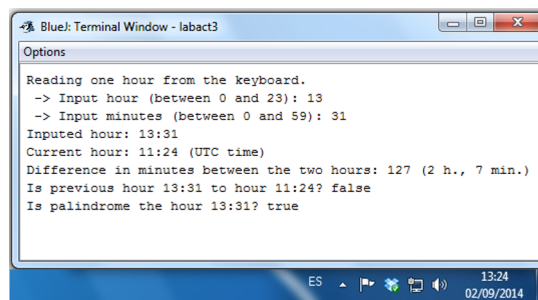 BlueJ: Terminal Window - labact3
Options
Reading one hour from the keyboard.
-> Input hour (between 0 and 23): 13
-> Input minutes (between 0 and 59): 31
Inputed hour: 13:31
Current hour: 11:24 (UTC time)
Difference in minutes between the two hours: 127 (2 h., 7 min.)
Is previous hour 13:31 to hour 11:24? false
Is palindrome the hour 13:31? true
ES
13:24
02/09/2014